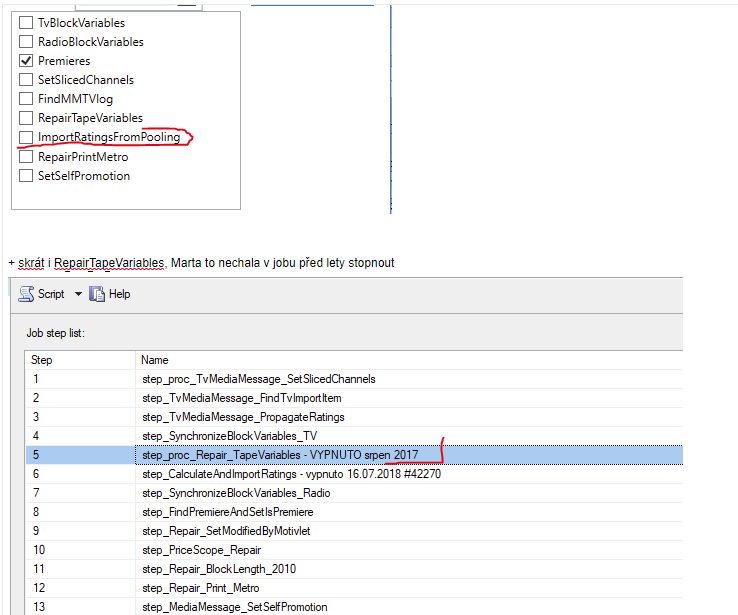 TvBlockVariables
RadioBlockVariables
Premieres
SetSlicedChannels
FindMMTVlog
RepairTapeVariables
ImportRatingsFromPooling
RepairPrintMetro
SetSelfPromotion
+ skrát i RepairTapeVariables, Marta to nechala v jobu před lety stopnout
Script Help
Job step list:
Step Name
1 step_proc_TvMediaMessage_SetSlicedChannels
2 step_TvMediaMessage_FindTvImportItem
3 step_TvMediaMessage_PropagateRatings
4 step_SynchronizeBlockVariables_TV
5 step_proc_Repair_TapeVariables - VYPNUTO srpen 2017
6 step_CalculateAndImportRatings - vypnuto 16.07.2018 #42270
7 step_SynchronizeBlockVariables_Radio
8 step_FindPremiereAndSetIsPremiere
9 step_Repair_SetModifiedByMotivlet
10 step_PriceScope_Repair
11 step_Repair_BlockLength_2010
12 step_Repair_Print_Metro
13 step_MediaMessage_SetSelfPromotion